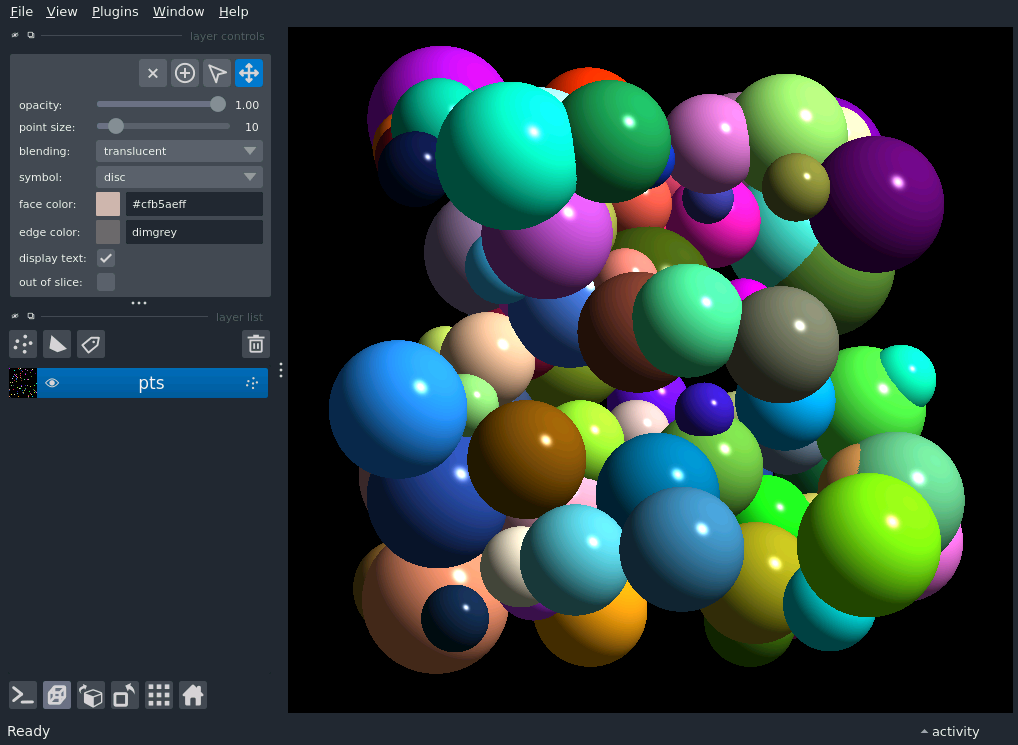 File View Plugins Window Help
layer controls
opacity: 1.00
point size: 10
blending: translucent
symbol: disc
face color: #cfb5aeff
edge color: dimgrey
display text:
out of slice:
layer list
pts
Ready activity